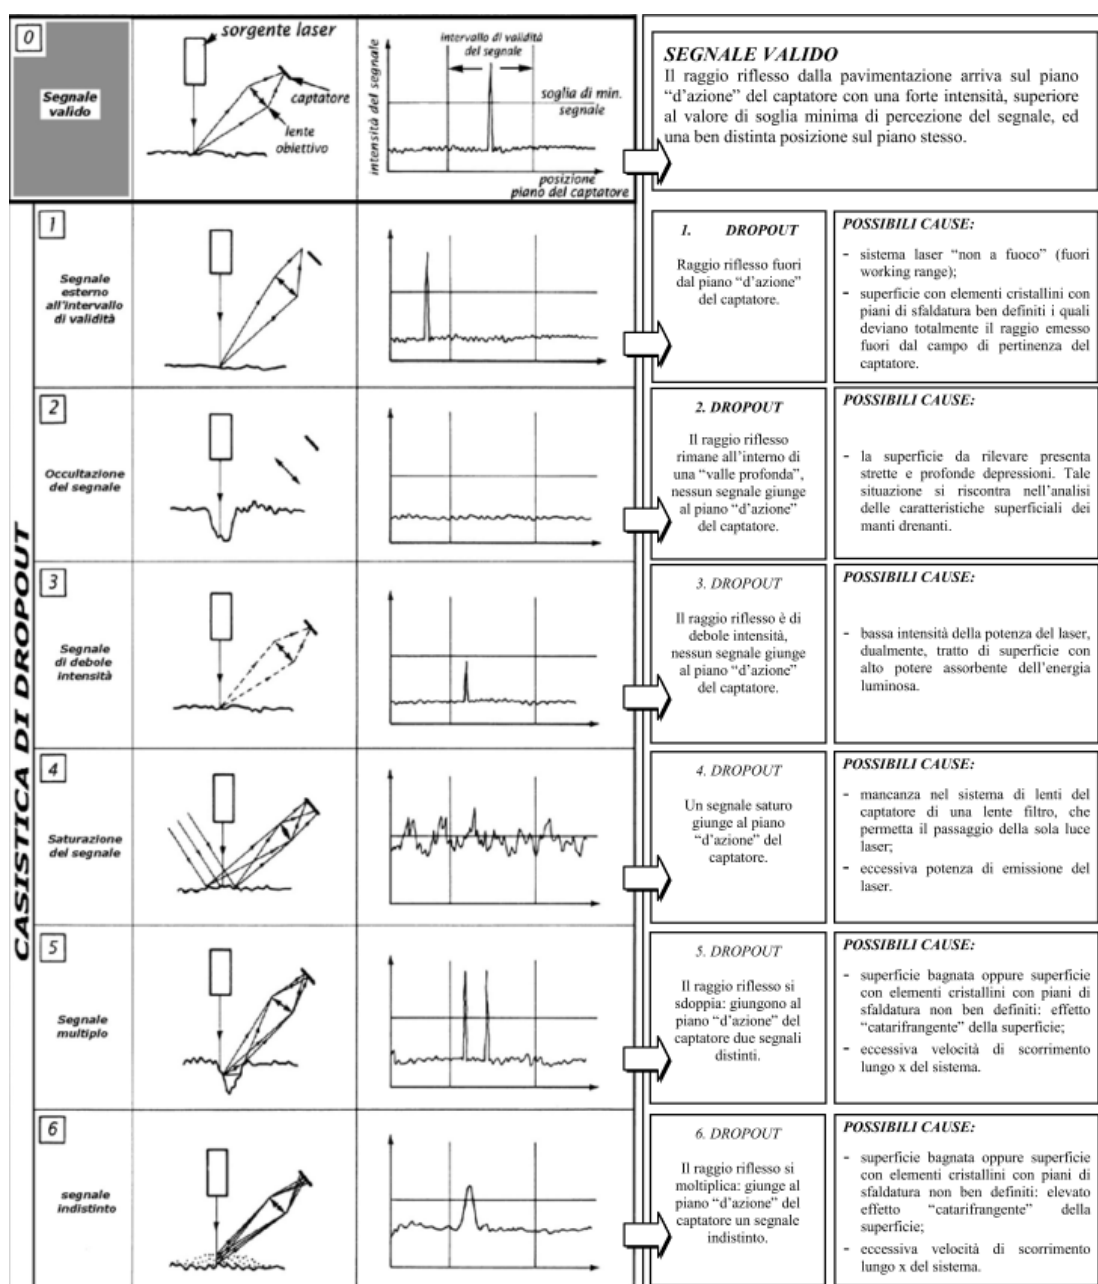 0
Segnale
valido
sorgente laser
captatore
lente
obiettivo
intensità del segnale
intervallo di validità
del segnale
soglia di min.
segnale
posizione
piano del captatore
SEGNALE VALIDO
Il raggio riflesso dalla pavimentazione arriva sul piano
“d’azione” del captatore con una forte intensità, superiore
al valore di soglia minima di percezione del segnale, ed
una ben distinta posizione sul piano stesso.
CASISTICA DI DROPOUT
1
Segnale
esterno
all'intervallo
di validità
1. DROPOUT
Raggio riflesso fuori
dal piano “d’azione”
del captatore.
POSSIBILI CAUSE:
- sistema laser “non a fuoco” (fuori
working range);
- superficie con elementi cristallini con
piani di sfaldatura ben definiti i quali
deviano totalmente il raggio emesso
fuori dal campo di pertinenza del
captatore.
2
Occultazione
del segnale
2. DROPOUT
Il raggio riflesso
rimane all’interno di
una “valle profonda”,
nessun segnale giunge
al piano “d’azione”
del captatore.
POSSIBILI CAUSE:
- la superficie da rilevare presenta
strette e profonde depressioni. Tale
situazione si riscontra nell’analisi
delle caratteristiche superficiali dei
manti drenanti.
3
Segnale
di debole
intensità
3. DROPOUT
Il raggio riflesso è di
debole intensità,
nessun segnale giunge
al piano “d’azione”
del captatore.
POSSIBILI CAUSE:
- bassa intensità della potenza del laser,
dualmente, tratto di superficie con
alto potere assorbente dell’energia
luminosa.
4
Saturazione
del segnale
4. DROPOUT
Un segnale saturo
giunge al piano
“d’azione” del
captatore.
POSSIBILI CAUSE:
- mancanza nel sistema di lenti del
captatore di una lente filtro, che
permetta il passaggio della sola luce
laser;
- eccessiva potenza di emissione del
laser.
5
Segnale
multiplo
5. DROPOUT
Il raggio riflesso si
sdoppia: giungono al
piano “d’azione” del
captatore due segnali
distinti.
POSSIBILI CAUSE:
- superficie bagnata oppure superficie
con elementi cristallini con piani di
sfaldatura non ben definiti: effetto
“catarifrangente” della superficie;
- eccessiva velocità di scorrimento
lungo x del sistema.
6
segnale
indistinto
6. DROPOUT
Il raggio riflesso si
moltiplica: giunge al
piano “d’azione” del
captatore un segnale
indistinto.
POSSIBILI CAUSE:
- superficie bagnata oppure superficie
con elementi cristallini con piani di
sfaldatura non ben definiti: elevato
effetto “catarifrangente” della
superficie;
- eccessiva velocità di scorrimento
lungo x del sistema.